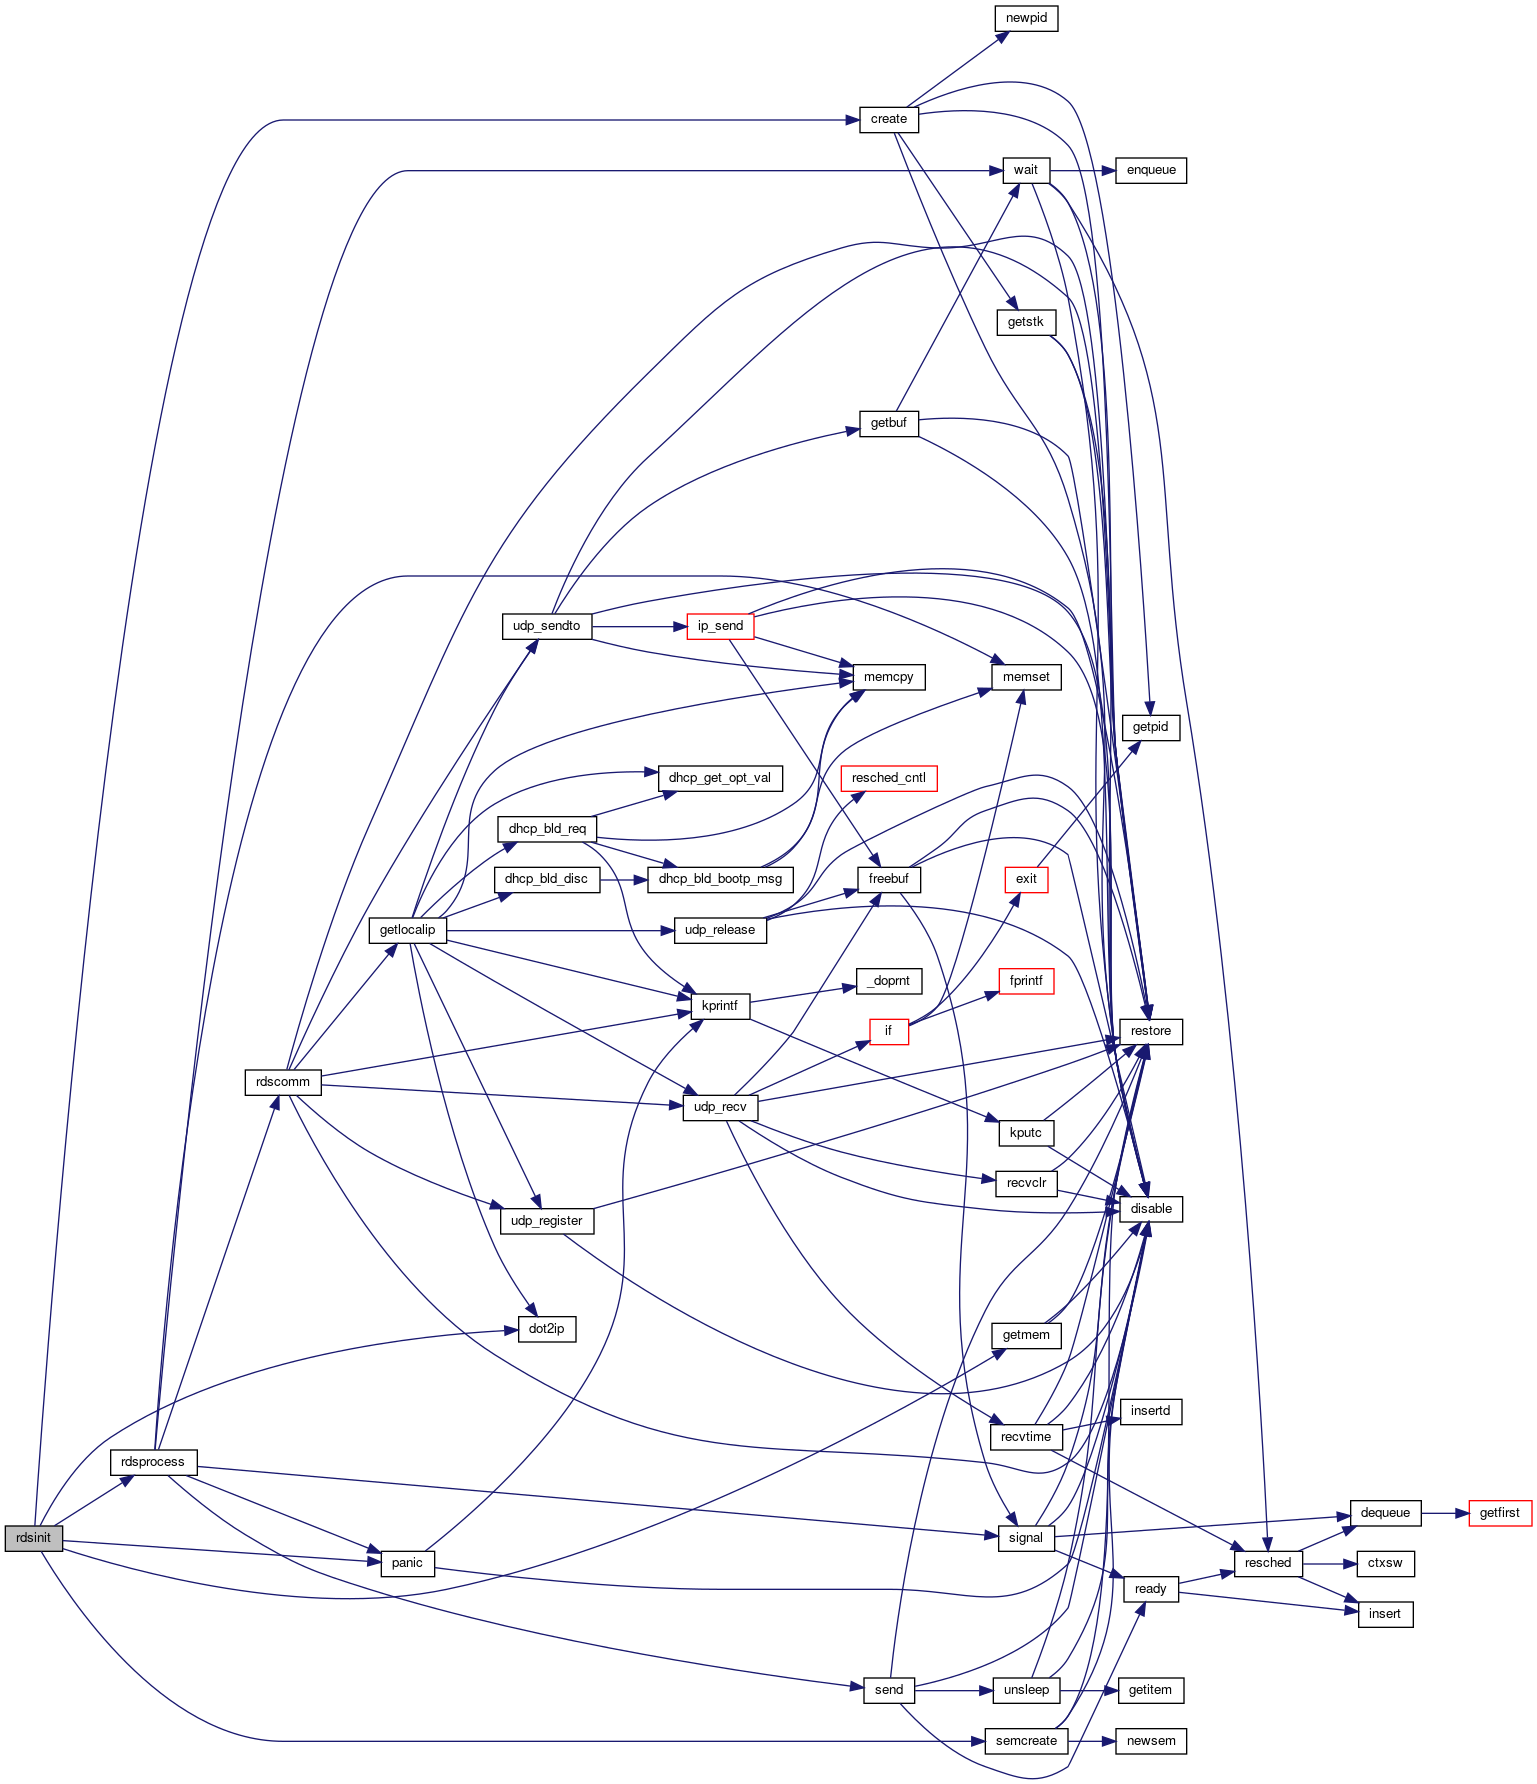 newpid
create
wait
enqueue
getstk
getbuf
udp_sendto
ip_send
memcpy
memset
getpid
dhcp_get_opt_val
resched_cntl
dhcp_bld_req
dhcp_bld_disc
dhcp_bld_bootp_msg
freebuf
exit
getlocalip
udp_release
_doprnt
fprintf
kprintf
if
restore
rdscomm
udp_recv
kputc
recvclr
disable
udp_register
dot2ip
getmem
insertd
recvtime
rdsprocess
dequeue
getfirst
rdsinit
signal
panic
resched
ctxsw
ready
insert
send
unsleep
getitem
semcreate
newsem